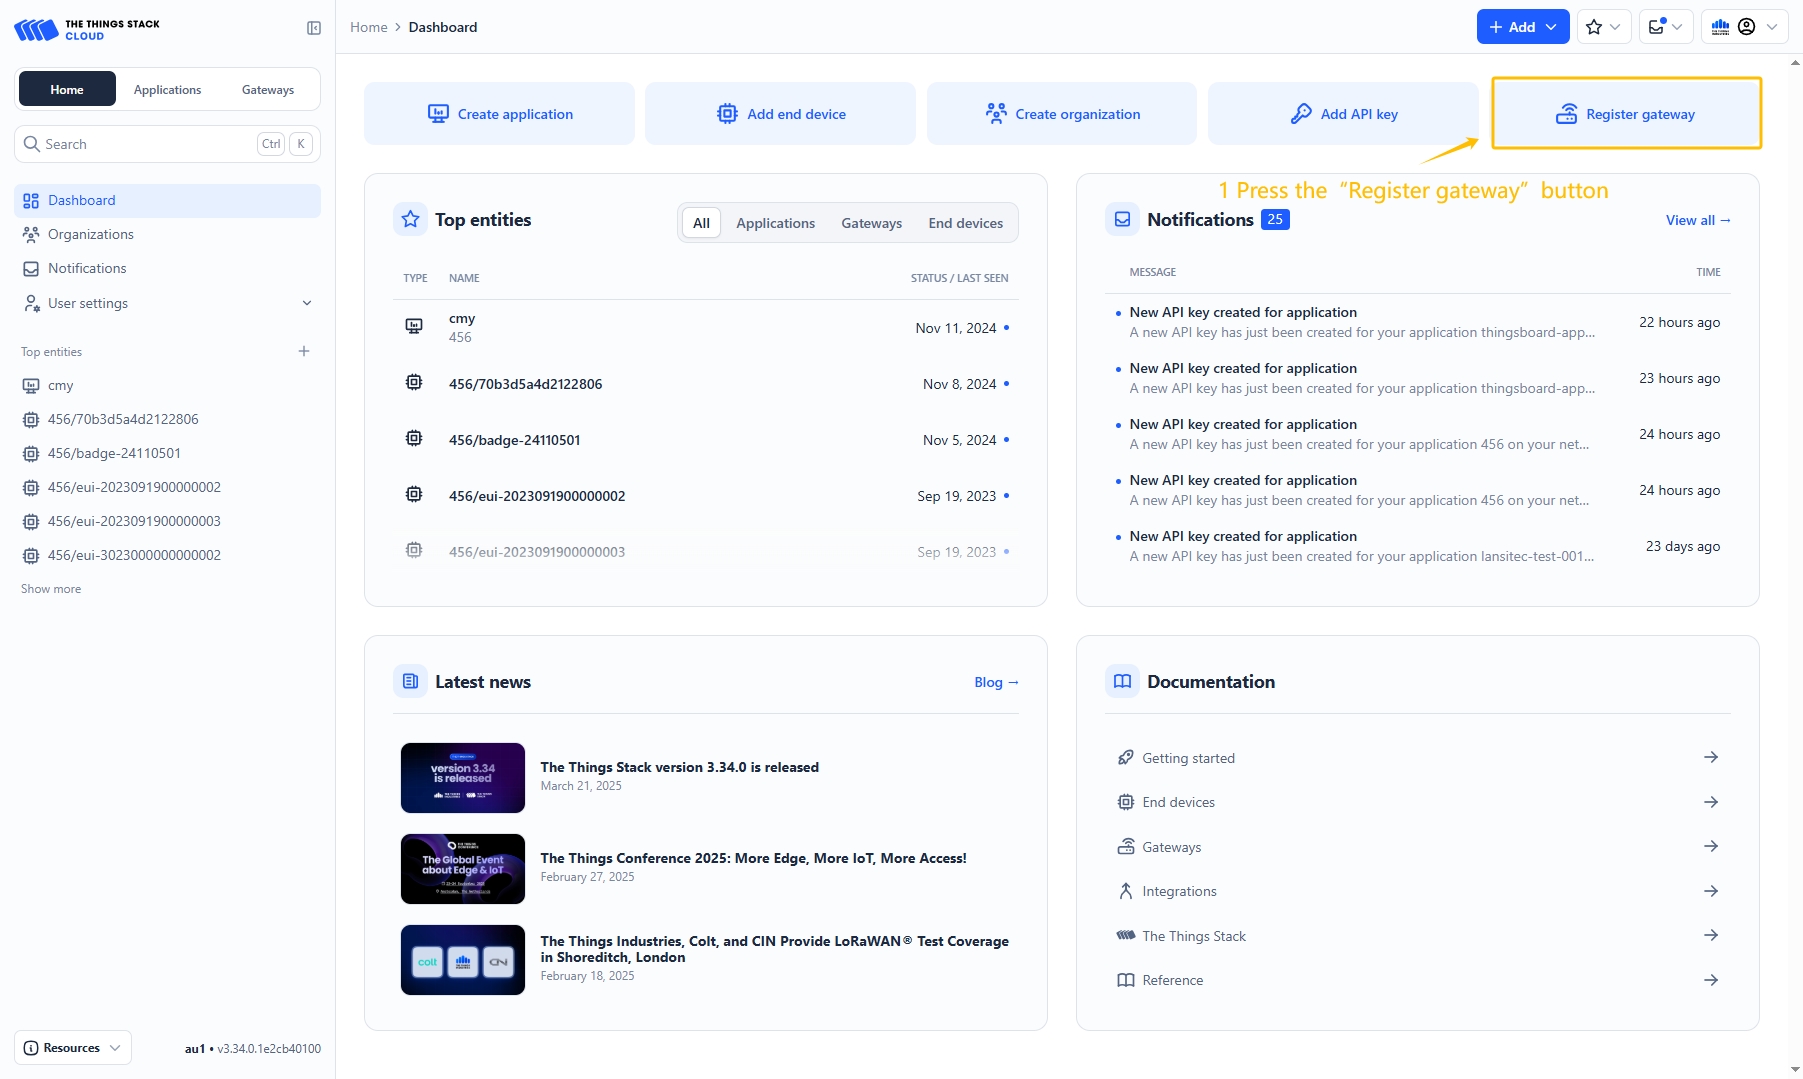 THE THINGS STACK
CLOUD
Home
Applications
Gateways
Search
Ctrl
K
Dashboard
Organizations
Notifications
User settings
Top entities
cmy
456/70b3d5a4d2122806
456/badge-24110501
456/eui-2023091900000002
456/eui-2023091900000003
456/eui-3023000000000002
Show more
Resources
au1 • v3.34.0.1e2cb40100
Home > Dashboard
+ Add
Create application
Add end device
Create organization
Add API key
Register gateway
1 Press the “Register gateway” button
Top entities
All
Applications
Gateways
End devices
TYPE NAME STATUS / LAST SEEN
cmy
456
Nov 11, 2024
456/70b3d5a4d2122806 Nov 8, 2024
456/badge-24110501 Nov 5, 2024
456/eui-2023091900000002 Sep 19, 2023
456/eui-2023091900000003 Sep 19, 2023
Notifications 25
View all →
MESSAGE TIME
New API key created for application
A new API key has just been created for your application thingsboard-app...
22 hours ago
New API key created for application
A new API key has just been created for your application thingsboard-app...
23 hours ago
New API key created for application
A new API key has just been created for your application 456 on your net...
24 hours ago
New API key created for application
A new API key has just been created for your application 456 on your net...
24 hours ago
New API key created for application
A new API key has just been created for your application lansitec-test-001...
23 days ago
Latest news
Blog →
version 3.34
is released
The Things Stack version 3.34.0 is released
March 21, 2025
The Global Event
about Edge & IoT
The Things Conference 2025: More Edge, More IoT, More Access!
February 27, 2025
colt
CN
The Things Industries, Colt, and CIN Provide LoRaWAN® Test Coverage
in Shoreditch, London
February 18, 2025
Documentation
Getting started
End devices
Gateways
Integrations
The Things Stack
Reference